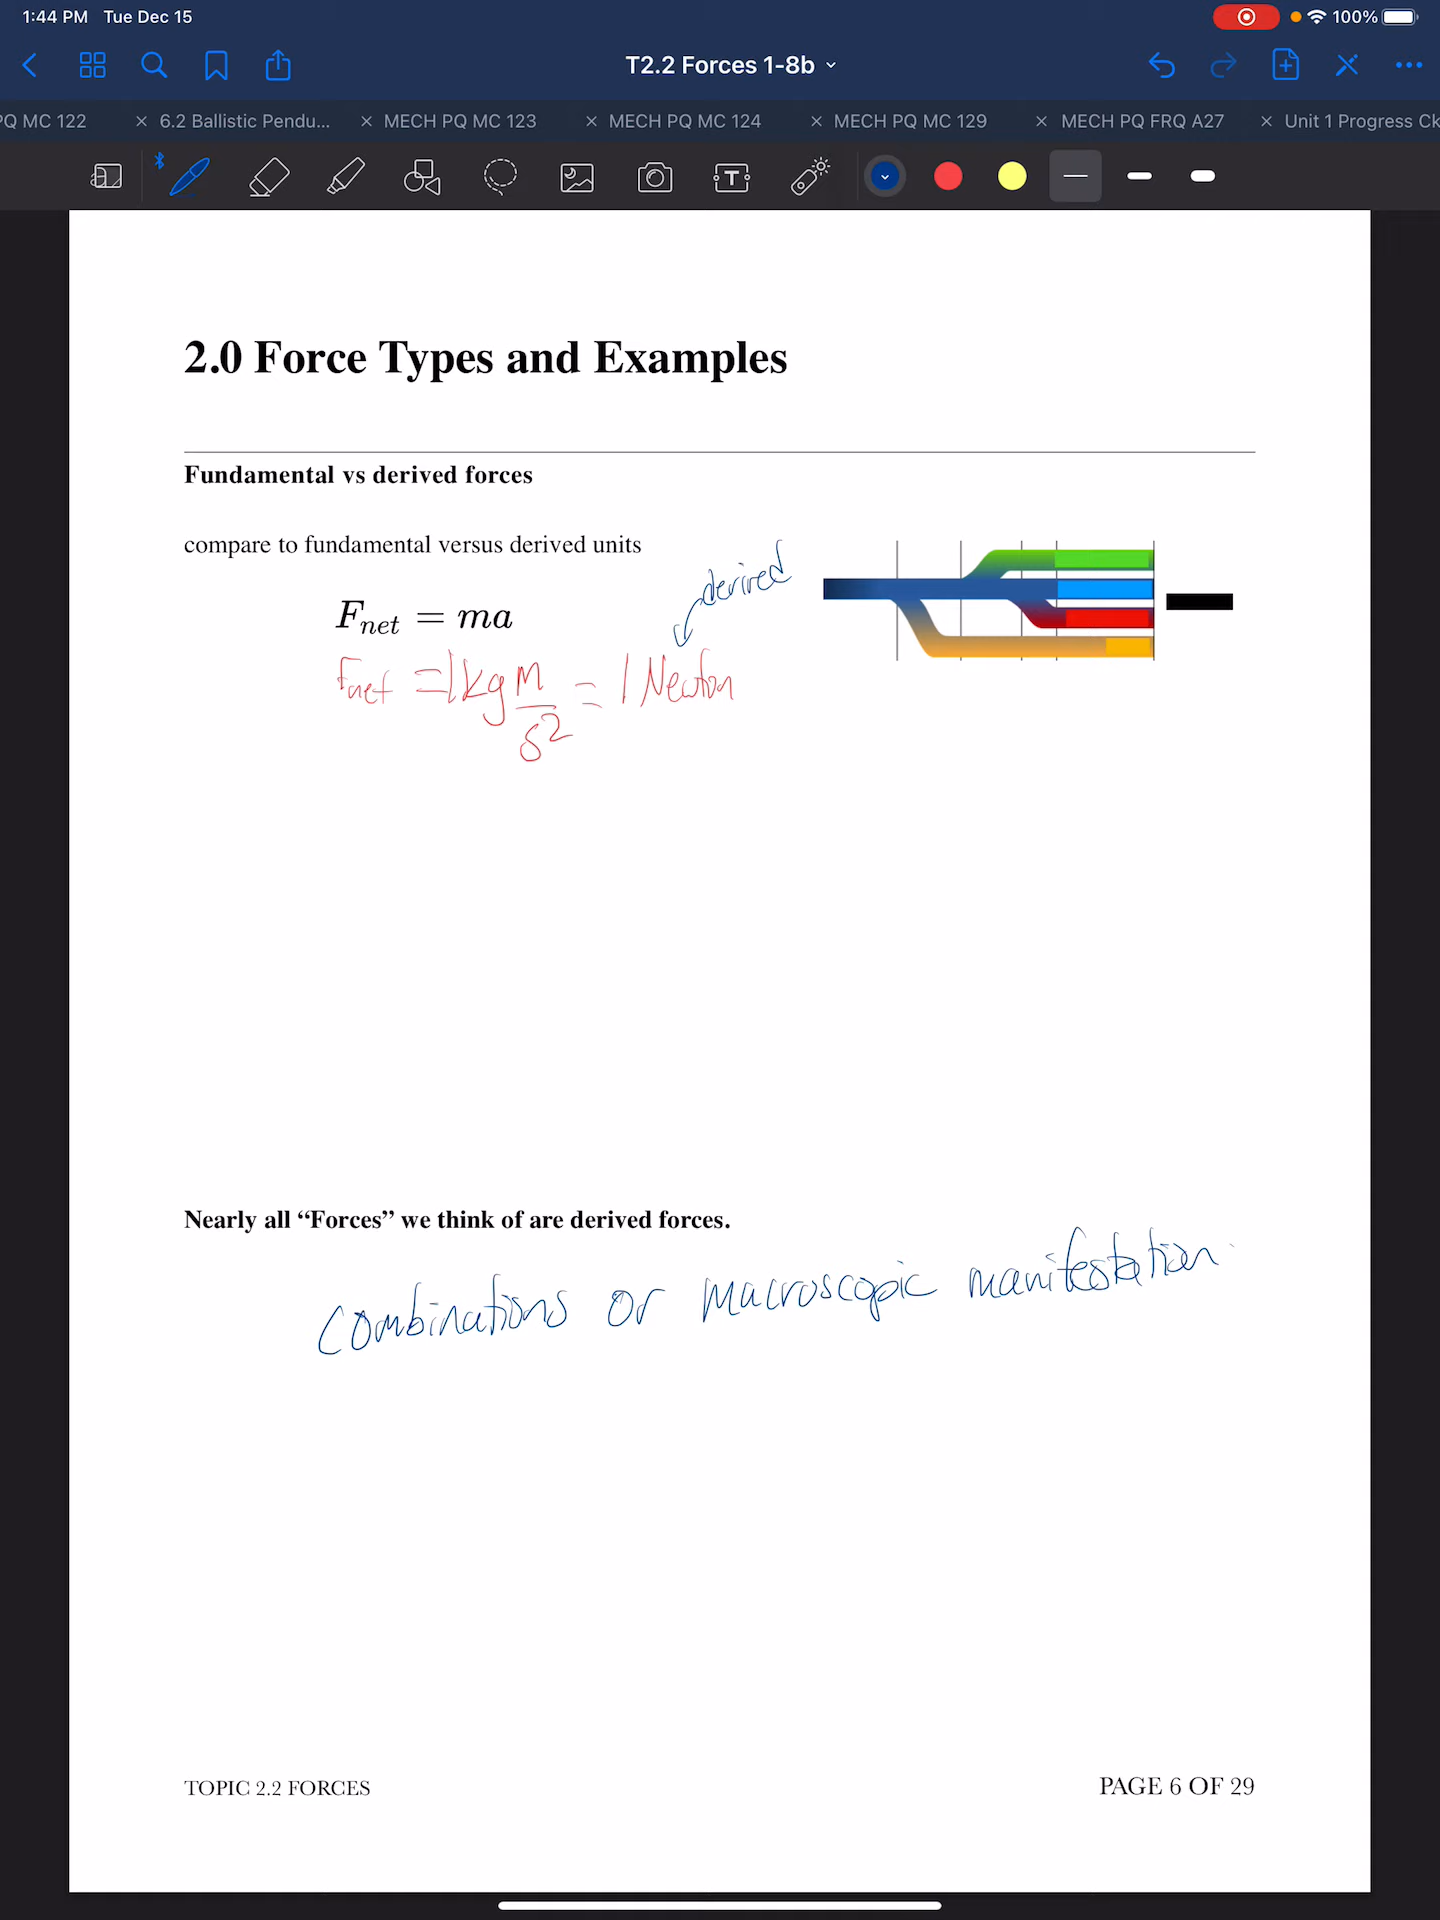 1:44 PM Tue Dec 15 100%
T2.2 Forces 1-8b
PQ MC 122 × 6.2 Ballistic Pendu... × MECH PQ MC 123 × MECH PQ MC 124 × MECH PQ MC 129 × MECH PQ FRQ A27 × Unit 1 Progress Ck
T
2.0 Force Types and Examples
Fundamental vs derived forces
compare to fundamental versus derived units
derived
F_net = ma
F_net = 1 kg m/s² = 1 Newton
Nearly all “Forces” we think of are derived forces.
combinations or macroscopic manifestation.
TOPIC 2.2 FORCES PAGE 6 OF 29